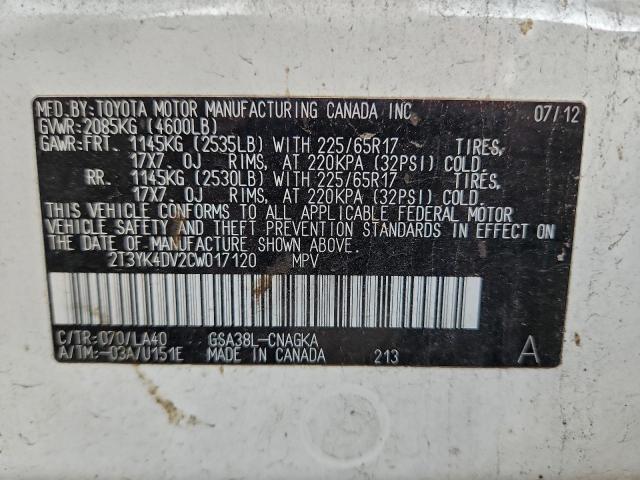 MFD.BY:TOYOTA MOTOR MANUFACTURING CANADA INC. 07/12
GVWR:2085KG (4600LB)
GAWR:FRT. 1145KG (2535LB) WITH 225/65R17 TIRES,
17X7.0J RIMS, AT 220KPA (32PSI) COLD.
RR. 1145KG (2530LB) WITH 225/65R17 TIRES,
17X7.0J RIMS, AT 220KPA (32PSI) COLD.
THIS VEHICLE CONFORMS TO ALL APPLICABLE FEDERAL MOTOR
VEHICLE SAFETY AND THEFT PREVENTION STANDARDS IN EFFECT ON
THE DATE OF MANUFACTURE SHOWN ABOVE.
2T3YK4DV2CW017120 MPV
C/TR:070/LA40 GSA38L-CNAGKA
A/TM:-03A/U151E MADE IN CANADA 213 A